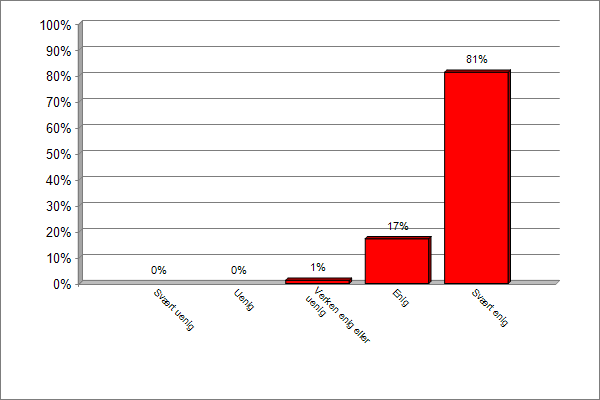 100%
90%
80%
70%
60%
50%
40%
30%
20%
10%
0%
0%
0%
1%
17%
81%
Svært uenig
Uenig
Verken enig eller
uenig
Enig
Svært enig